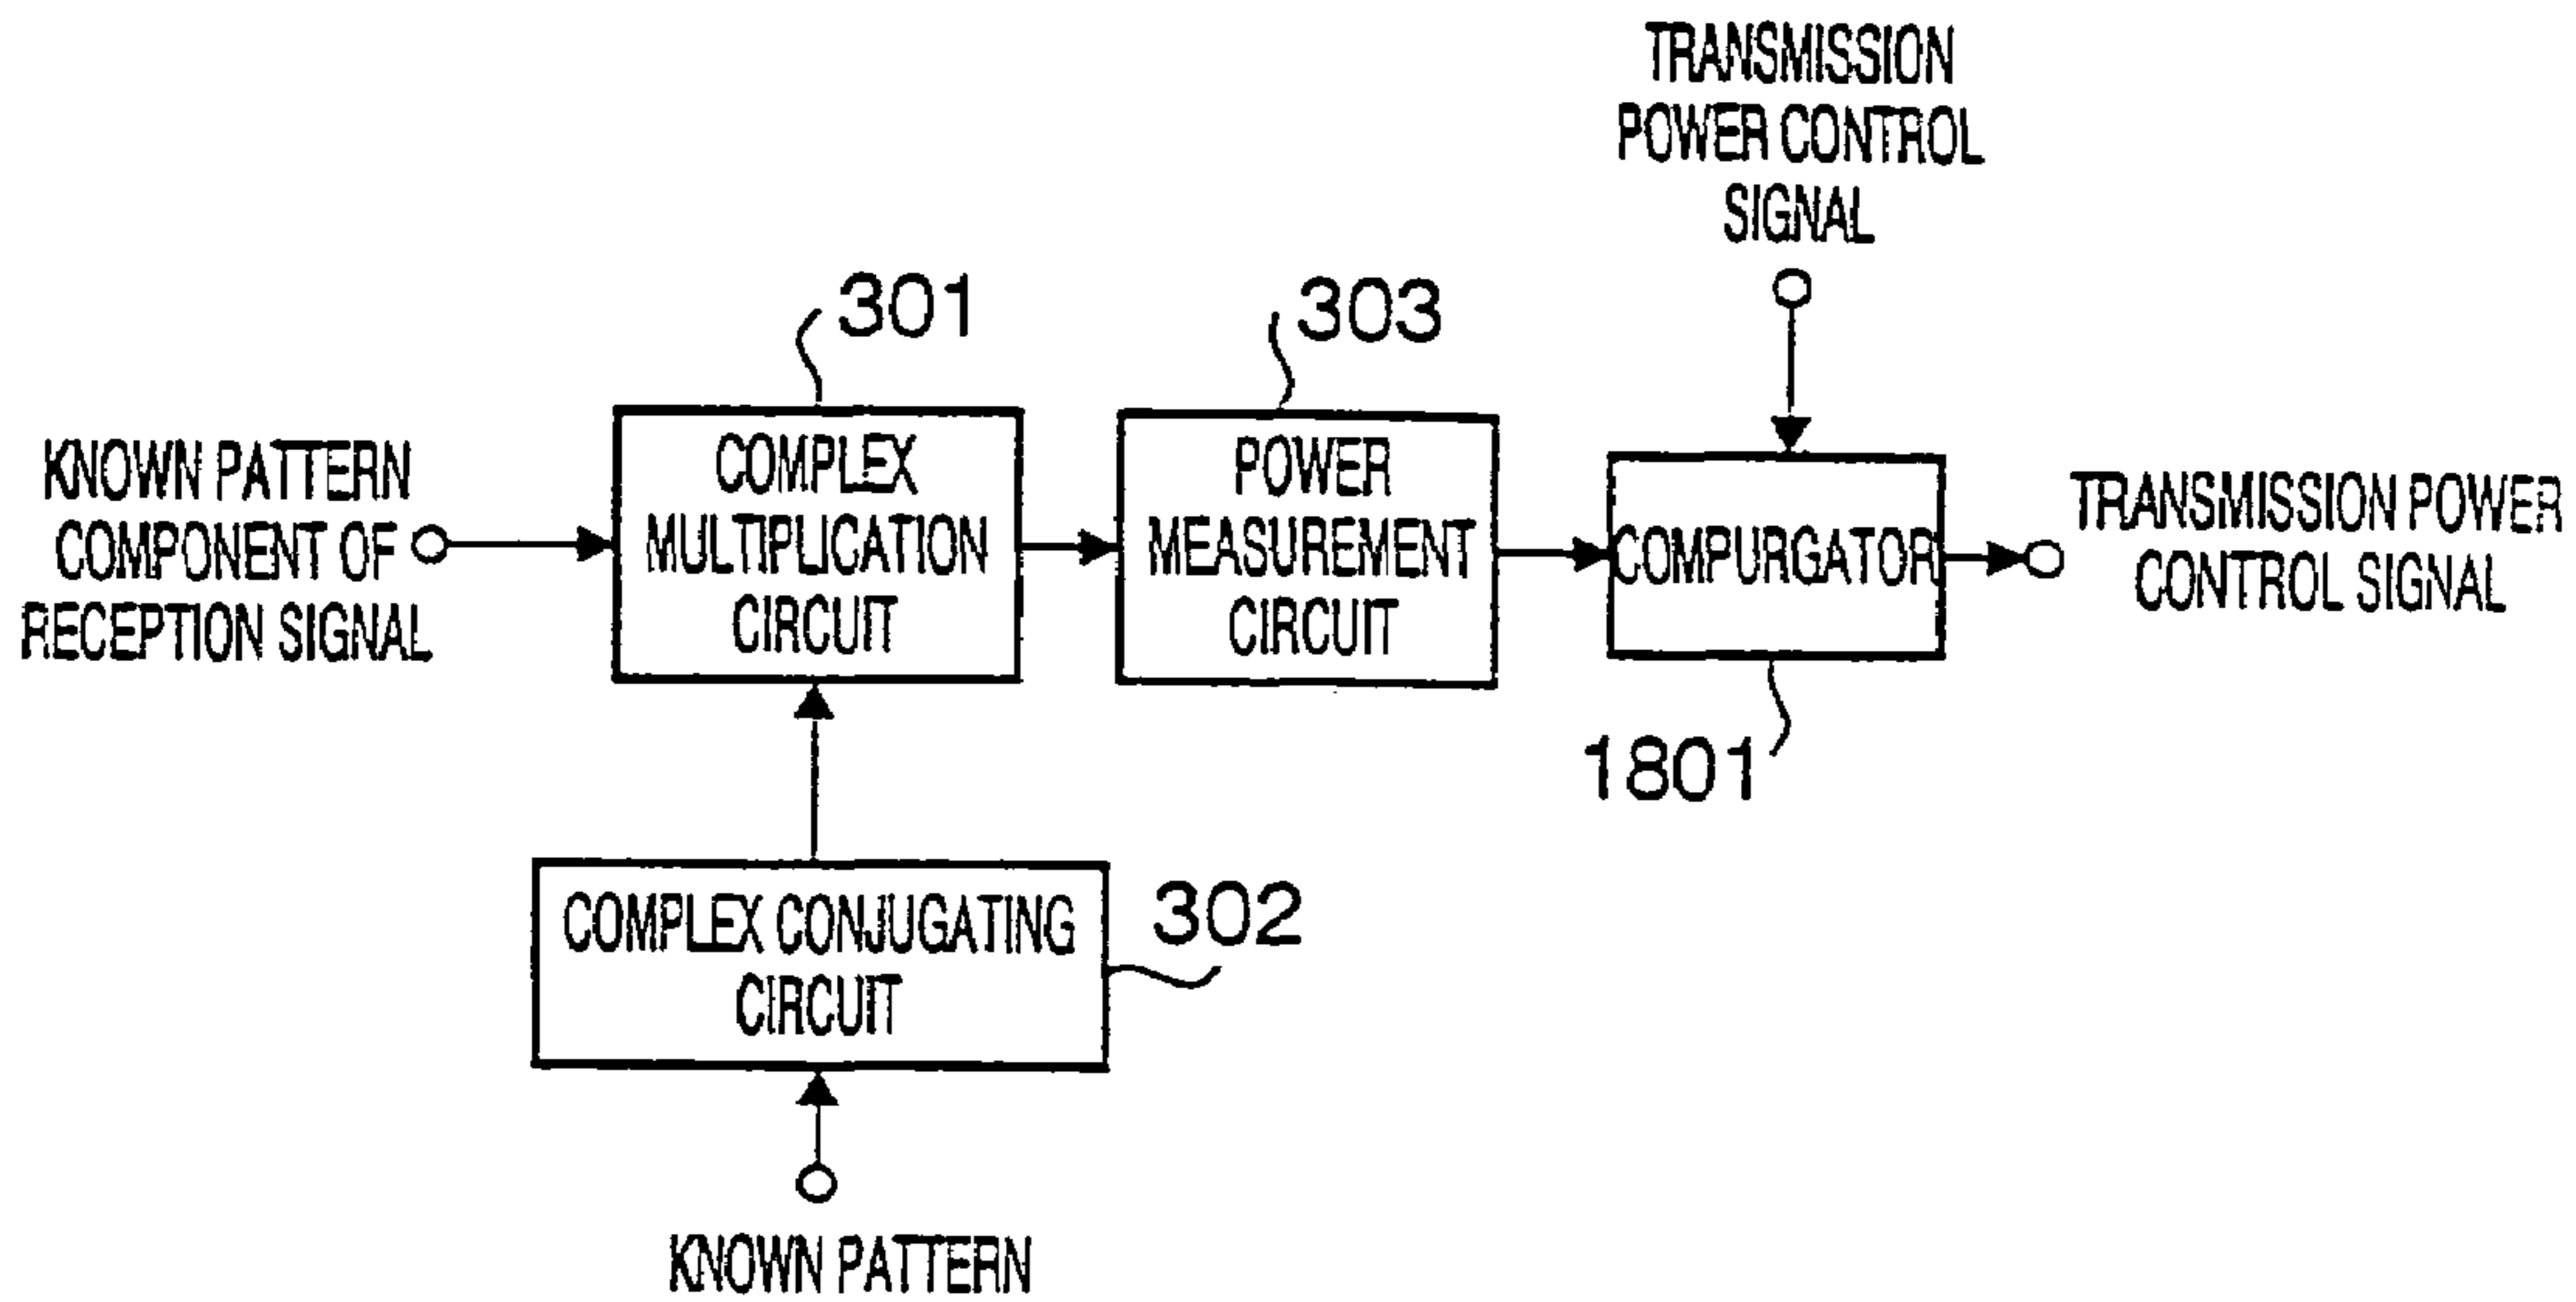 TRANSMISSION
POWER CONTROL
SIGNAL
301
303
KNOWN PATTERN
COMPONENT OF
RECEPTION SIGNAL
COMPLEX
MULTIPLICATION
CIRCUIT
POWER
MEASUREMENT
CIRCUIT
COMPURGATOR
TRANSMISSION POWER
CONTROL SIGNAL
1801
COMPLEX CONJUGATING
CIRCUIT
302
KNOWN PATTERN